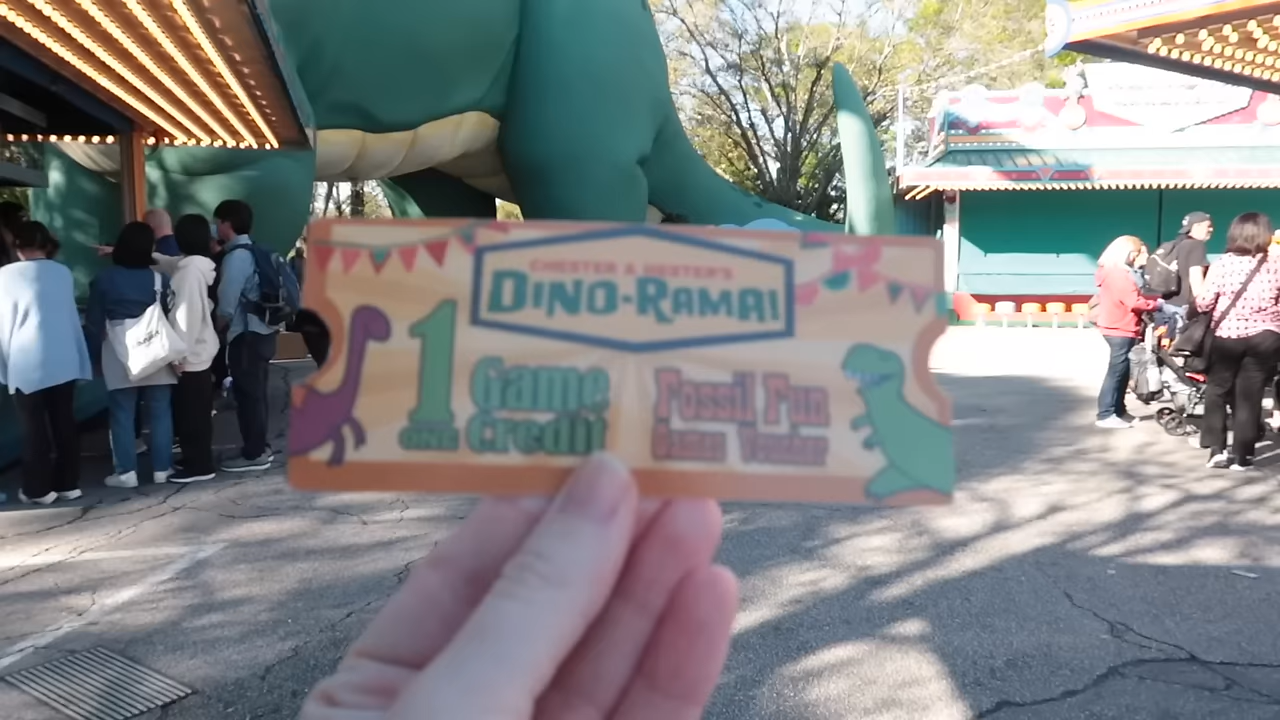 CHESTER & HESTER'S
DINO-RAMA!
1
ONE
Game
Credit
Fossil Fun
Games Vendor